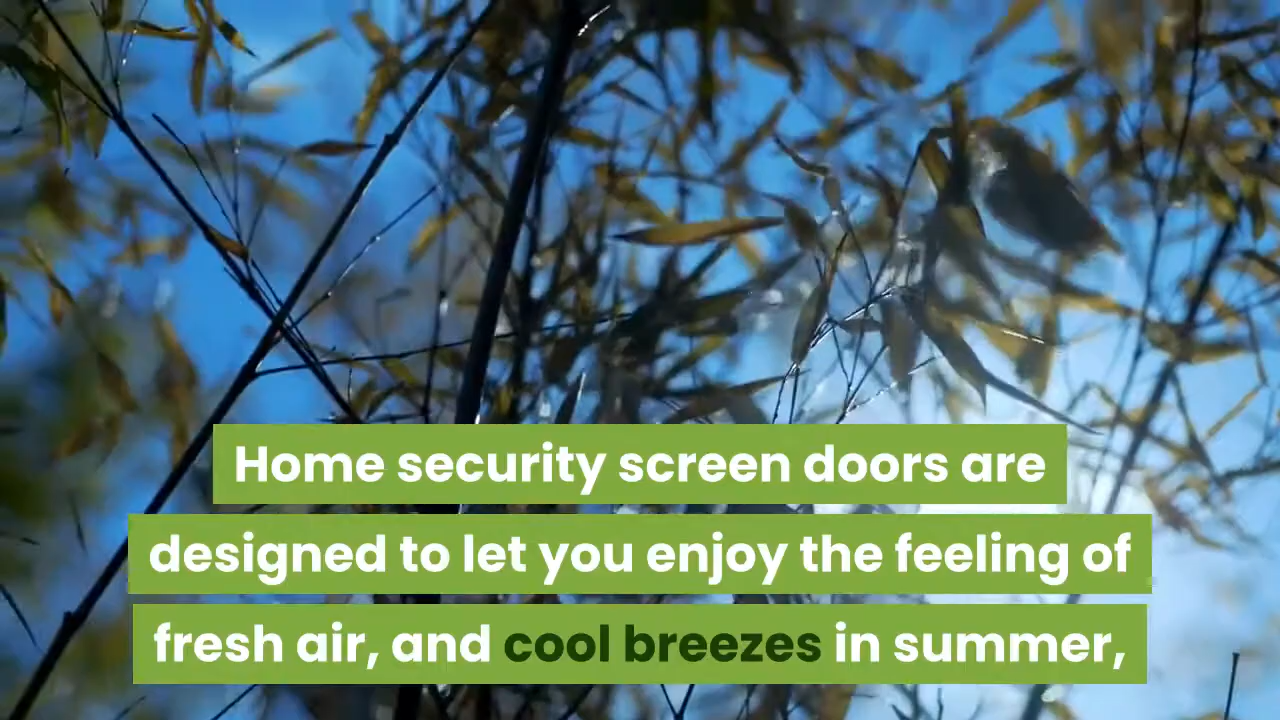 Home security screen doors are
designed to let you enjoy the feeling of
fresh air, and cool breezes in summer,